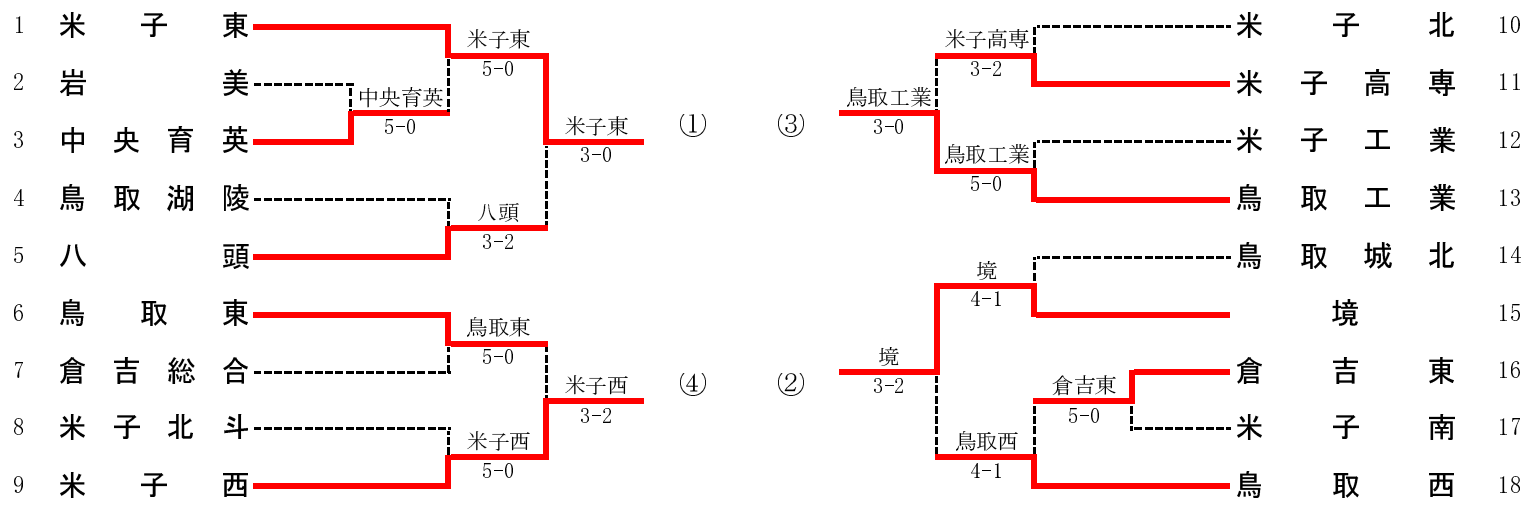 1 米子東
2 岩美
3 中央育英
4 鳥取湖陵
5 八頭
6 鳥取東
7 倉吉総合
8 米子北斗
9 米子西
中央育英
5-0
米子東
5-0
八頭
3-2
鳥取東
5-0
米子西
5-0
米子東
3-0
米子西
3-2
①
④
③
②
鳥取工業
3-0
境
3-2
米子高専
3-2
鳥取工業
5-0
境
4-1
鳥取西
4-1
倉吉東
5-0
米子北 10
米子高専 11
米子工業 12
鳥取工業 13
鳥取城北 14
境 15
倉吉東 16
米子南 17
鳥取西 18